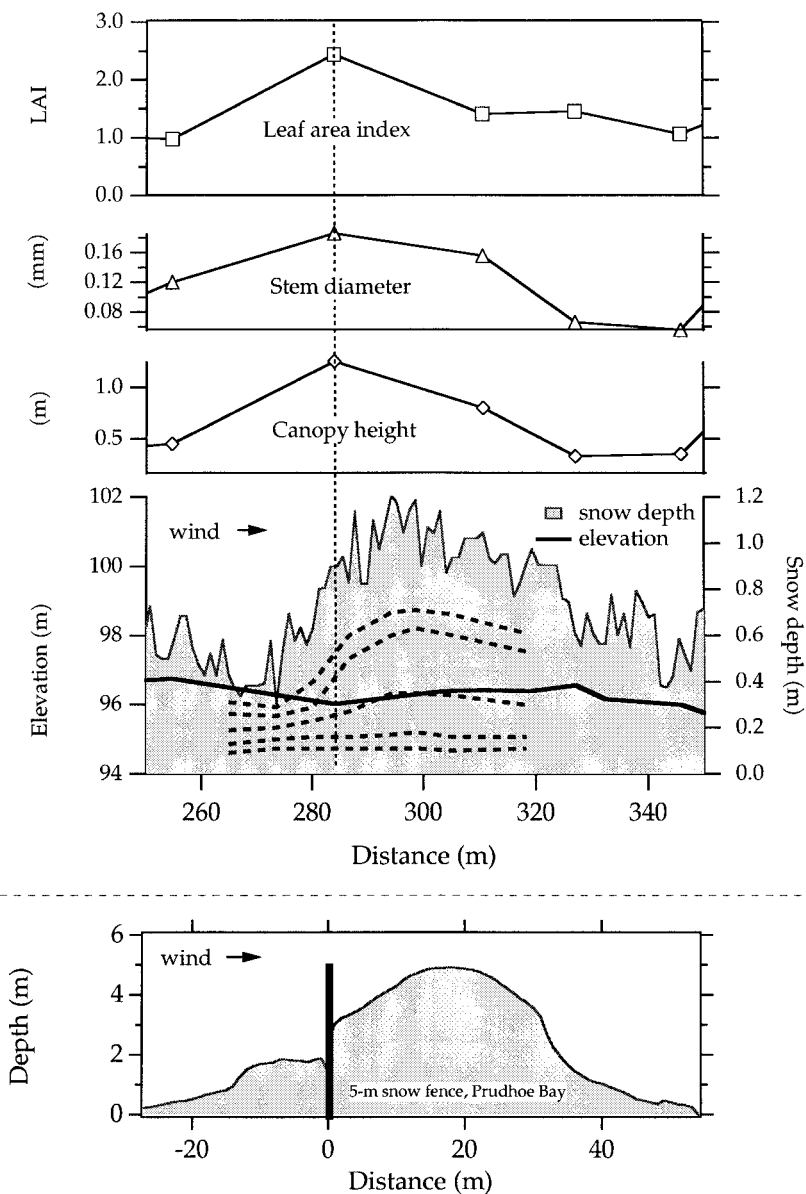 3.0
2.0
1.0
0.0
LAI
Leaf area index
0.16
0.12
0.08
(mm)
Stem diameter
1.0
0.5
(m)
Canopy height
102
100
98
96
94
Elevation (m)
wind
snow depth
elevation
1.2
1.0
0.8
0.6
0.4
0.2
0.0
Snow depth (m)
260 280 300 320 340
Distance (m)
6
4
2
0
Depth (m)
wind
5-m snow fence, Prudhoe Bay
-20 0 20 40
Distance (m)